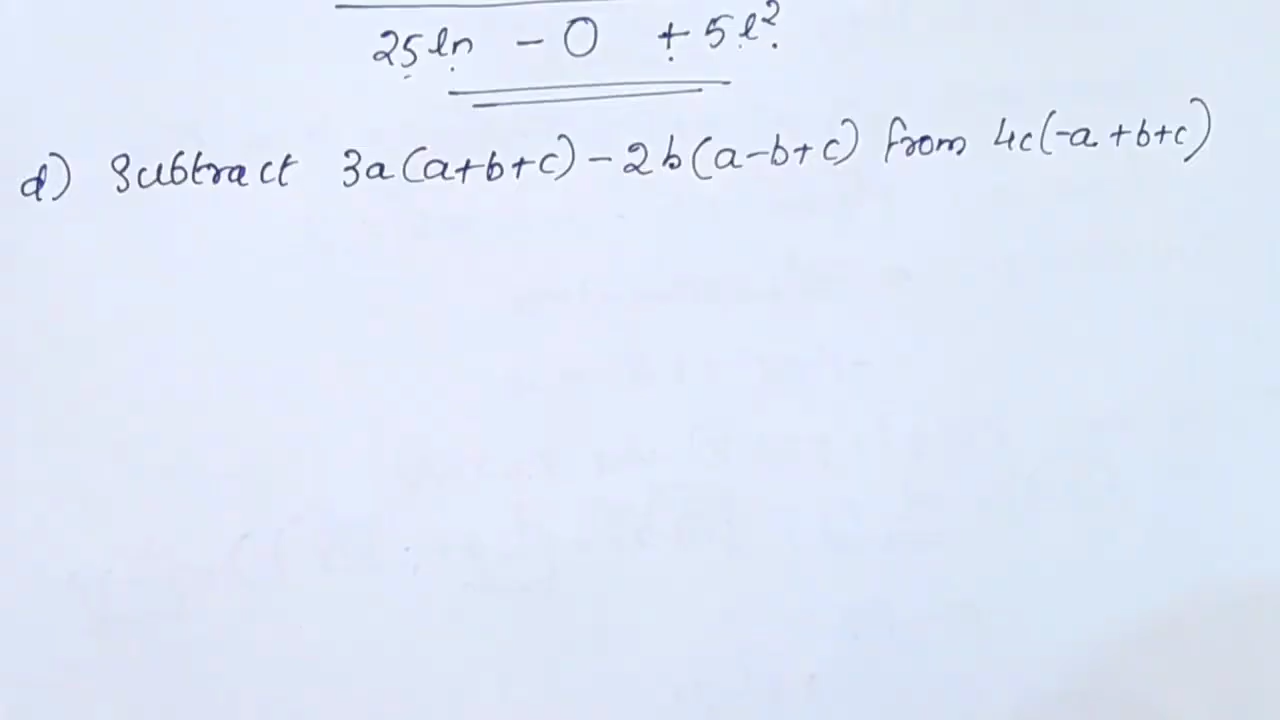 25ln - 0 + 5l²
d) Subtract 3a(a+b+c)-2b(a-b+c) from 4c(-a+b+c)